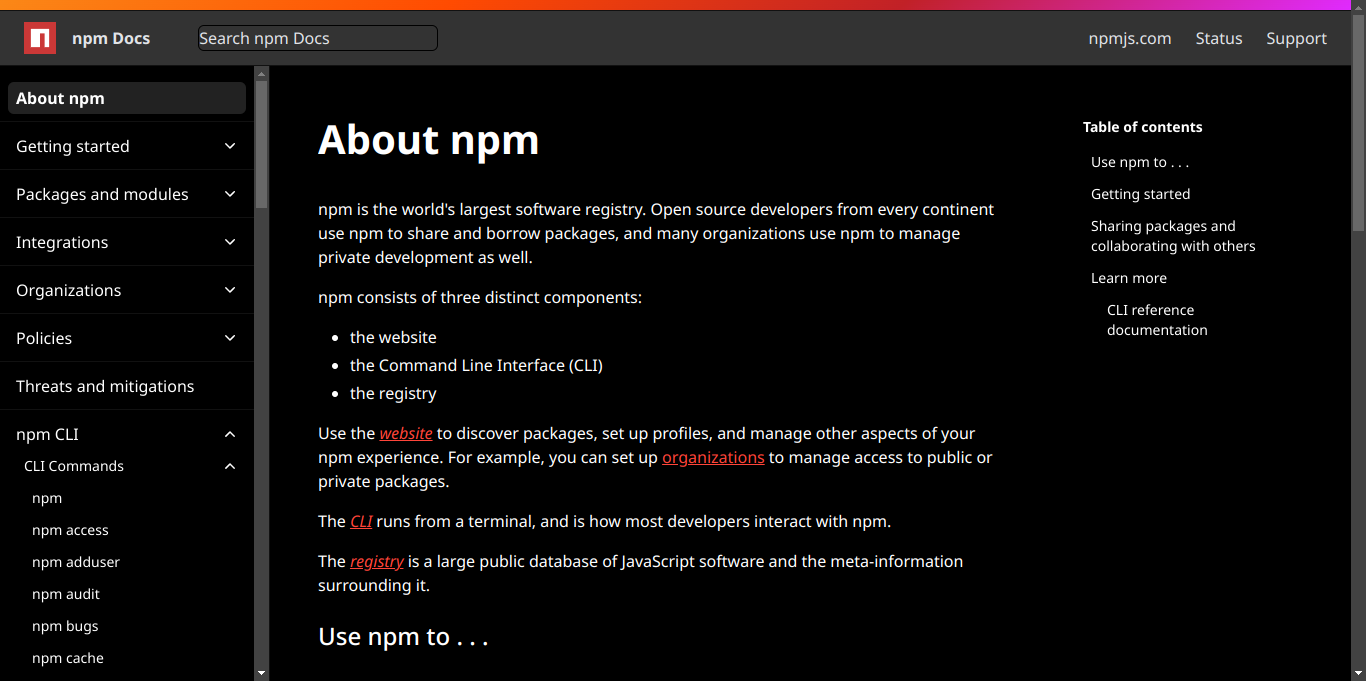 npm Docs
Search npm Docs
npmjs.com
Status
Support
About npm
Getting started
Packages and modules
Integrations
Organizations
Policies
Threats and mitigations
npm CLI
CLI Commands
npm
npm access
npm adduser
npm audit
npm bugs
npm cache
About npm
npm is the world's largest software registry. Open source developers from every continent
use npm to share and borrow packages, and many organizations use npm to manage
private development as well.
npm consists of three distinct components:
the website
the Command Line Interface (CLI)
the registry
Use the website to discover packages, set up profiles, and manage other aspects of your
npm experience. For example, you can set up organizations to manage access to public or
private packages.
The CLI runs from a terminal, and is how most developers interact with npm.
The registry is a large public database of JavaScript software and the meta-information
surrounding it.
Use npm to . . .
Table of contents
Use npm to . . .
Getting started
Sharing packages and
collaborating with others
Learn more
CLI reference
documentation